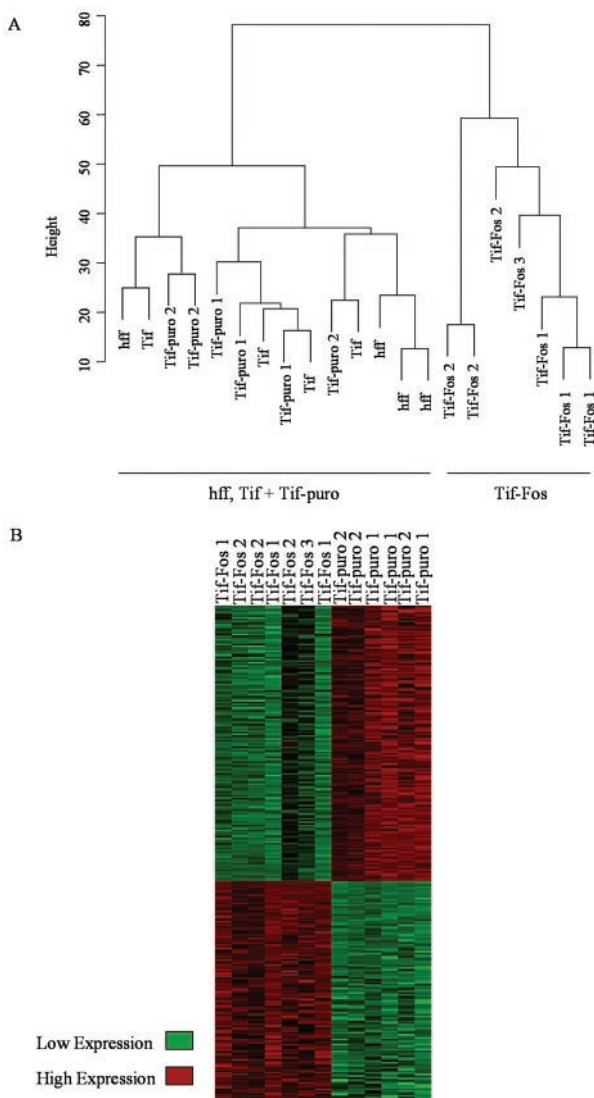 A
80
70
60
50
40
30
20
10
Height
hff
Tif
Tif-puro 2
Tif-puro 2
Tif-puro 1
Tif-puro 1
Tif
Tif-puro 1
Tif
Tif-puro 2
Tif
hff
hff
hff
Tif-Fos 2
Tif-Fos 2
Tif-Fos 2
Tif-Fos 3
Tif-Fos 1
Tif-Fos 1
Tif-Fos 1
hff, Tif + Tif-puro
Tif-Fos
B
Tif-Fos 1
Tif-Fos 2
Tif-Fos 2
Tif-Fos 1
Tif-Fos 2
Tif-Fos 3
Tif-Fos 1
Tif-puro 2
Tif-puro 2
Tif-puro 1
Tif-puro 1
Tif-puro 2
Tif-puro 1
Low Expression
High Expression